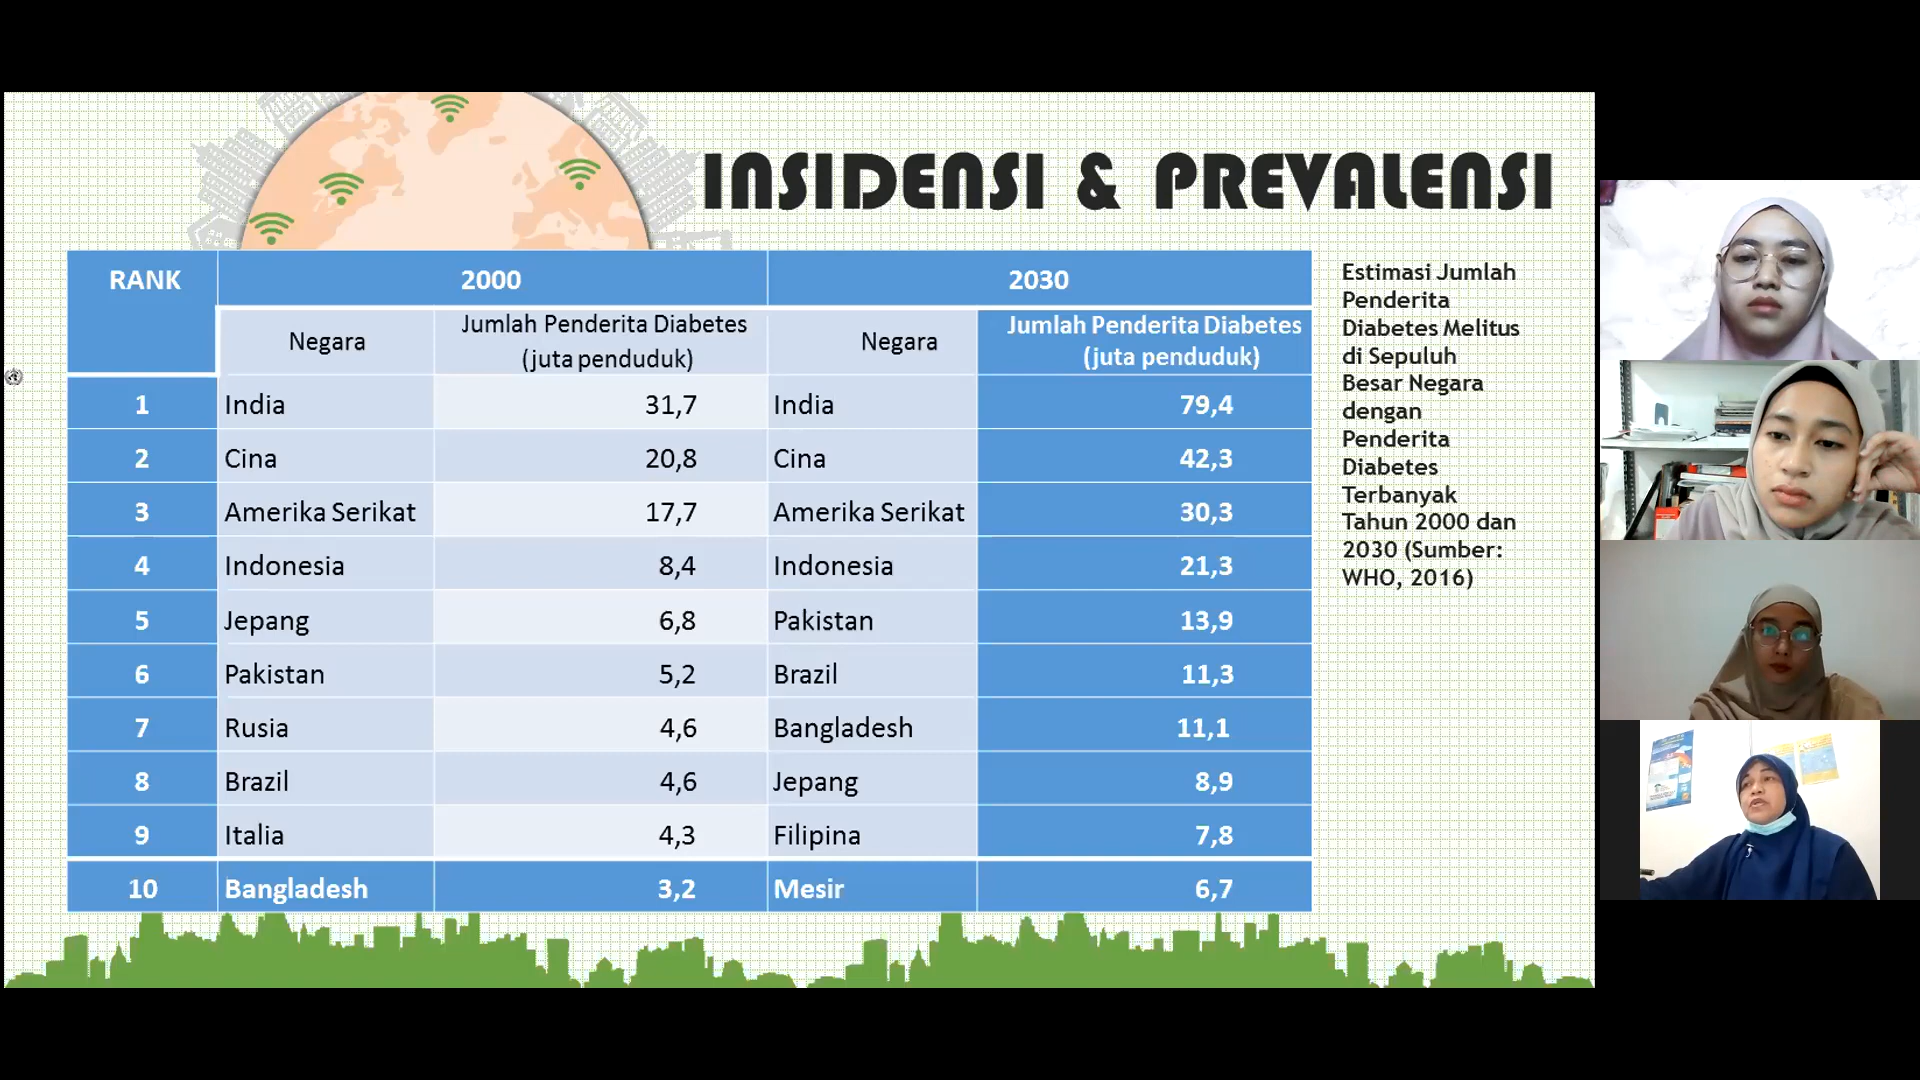 INSIDENSI & PREVALENSI
RANK 2000 2030
Negara Jumlah Penderita Diabetes (juta penduduk) Negara Jumlah Penderita Diabetes (juta penduduk)
1 India 31,7 India 79,4
2 Cina 20,8 Cina 42,3
3 Amerika Serikat 17,7 Amerika Serikat 30,3
4 Indonesia 8,4 Indonesia 21,3
5 Jepang 6,8 Pakistan 13,9
6 Pakistan 5,2 Brazil 11,3
7 Rusia 4,6 Bangladesh 11,1
8 Brazil 4,6 Jepang 8,9
9 Italia 4,3 Filipina 7,8
10 Bangladesh 3,2 Mesir 6,7
Estimasi Jumlah
Penderita
Diabetes Melitus
di Sepuluh
Besar Negara
dengan
Penderita
Diabetes
Terbanyak
Tahun 2000 dan
2030 (Sumber:
WHO, 2016)